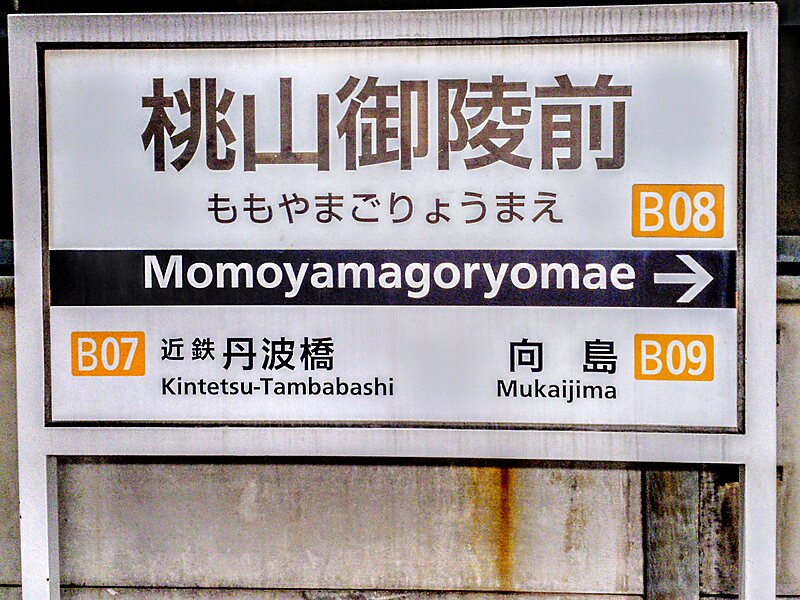 桃山御陵前
ももやまごりょうまえ
B08
Momoyamagoryomae →
B07 近鉄丹波橋 向島 B09
Kintetsu-Tambabashi Mukaijima